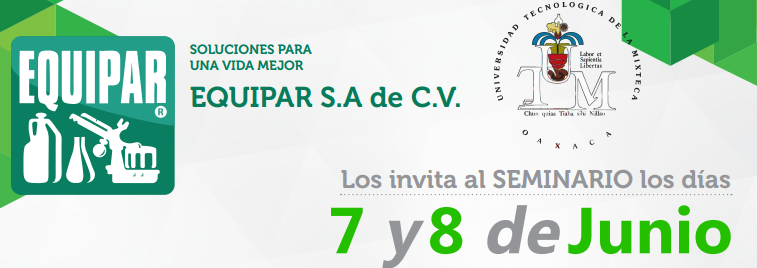 EQUIPAR
®
SOLUCIONES PARA
UNA VIDA MEJOR
EQUIPAR S.A de C.V.
UNIVERSIDAD TECNOLOGICA DE LA MIXTECA
Labor et
Sapientia
Libertas
UTM
OAXACA
Los invita al SEMINARIO los días
7 y 8 de Junio